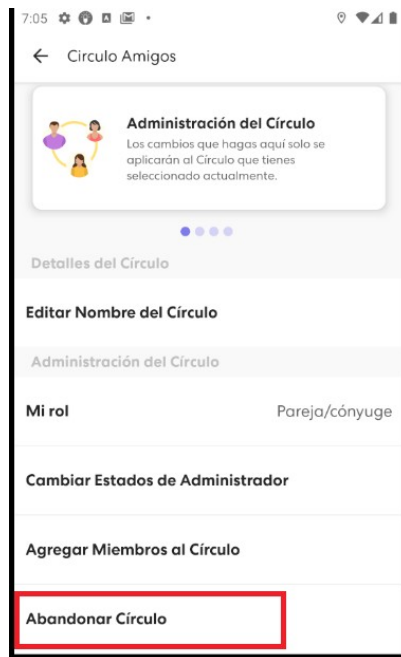 7:05
Circulo Amigos
Administración del Círculo
Los cambios que hagas aquí solo se
aplicarán al Círculo que tienes
seleccionado actualmente.
Detalles del Círculo
Editar Nombre del Círculo
Administración del Círculo
Mi rol Pareja/cónyuge
Cambiar Estados de Administrador
Agregar Miembros al Círculo
Abandonar Círculo